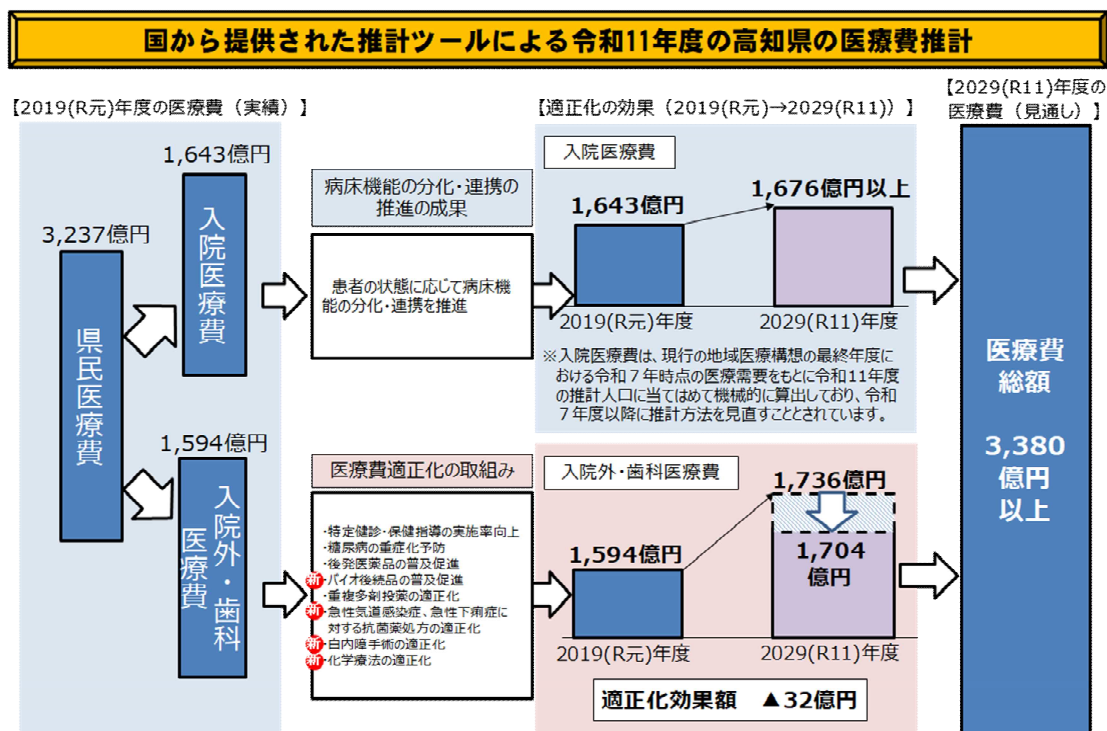 国から提供された推計ツールによる令和11年度の高知県の医療費推計
【2019(R元)年度の医療費（実績）】
3,237億円
県民医療費
1,643億円
入院医療費
1,594億円
入院外・歯科
医療費
病床機能の分化・連携の
推進の成果
患者の状態に応じて病床機
能の分化・連携を推進
医療費適正化の取組み
・特定健診・保健指導の実施率向上
・糖尿病の重症化予防
・後発医薬品の普及促進
新・バイオ後続品の普及促進
・重複多剤投薬の適正化
新・急性気道感染症、急性下痢症に
対する抗菌薬処方の適正化
新・白内障手術の適正化
新・化学療法の適正化
【適正化の効果（2019(R元)→2029(R11)）】
入院医療費
1,643億円
1,676億円以上
2019(R元)年度
2029(R11)年度
※入院医療費は、現行の地域医療構想の最終年度に
おける令和７年時点の医療需要をもとに令和11年度
の推計人口に当てはめて機械的に算出しており、令和
７年度以降に推計方法を見直すこととされています。
入院外・歯科医療費
1,736億円
1,594億円
1,704
億円
2019(R元)年度
2029(R11)年度
適正化効果額　▲32億円
【2029(R11)年度の
医療費（見通し）】
医療費
総額
3,380
億円
以上